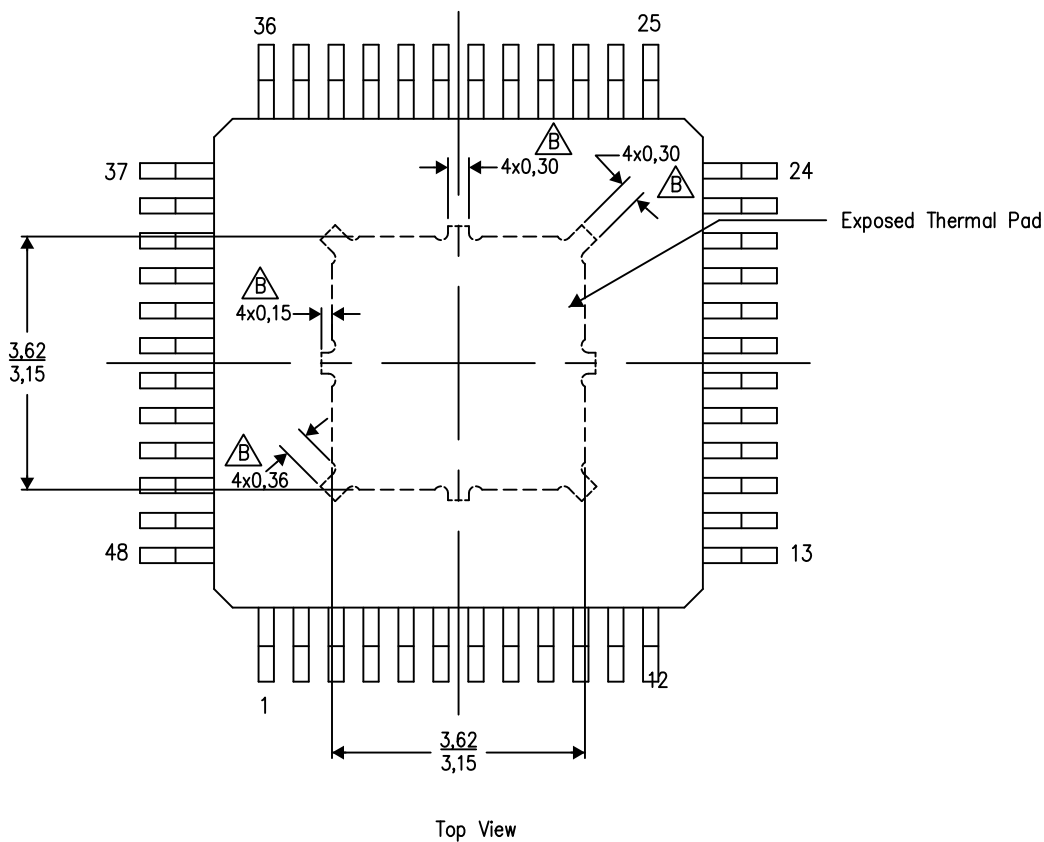 36
25
B
4x0,30
4x0,30
B
37
24
Exposed Thermal Pad
B
4x0,15
3,62
3,15
B
4x0,36
48
13
1
12
3,62
3,15
Top View